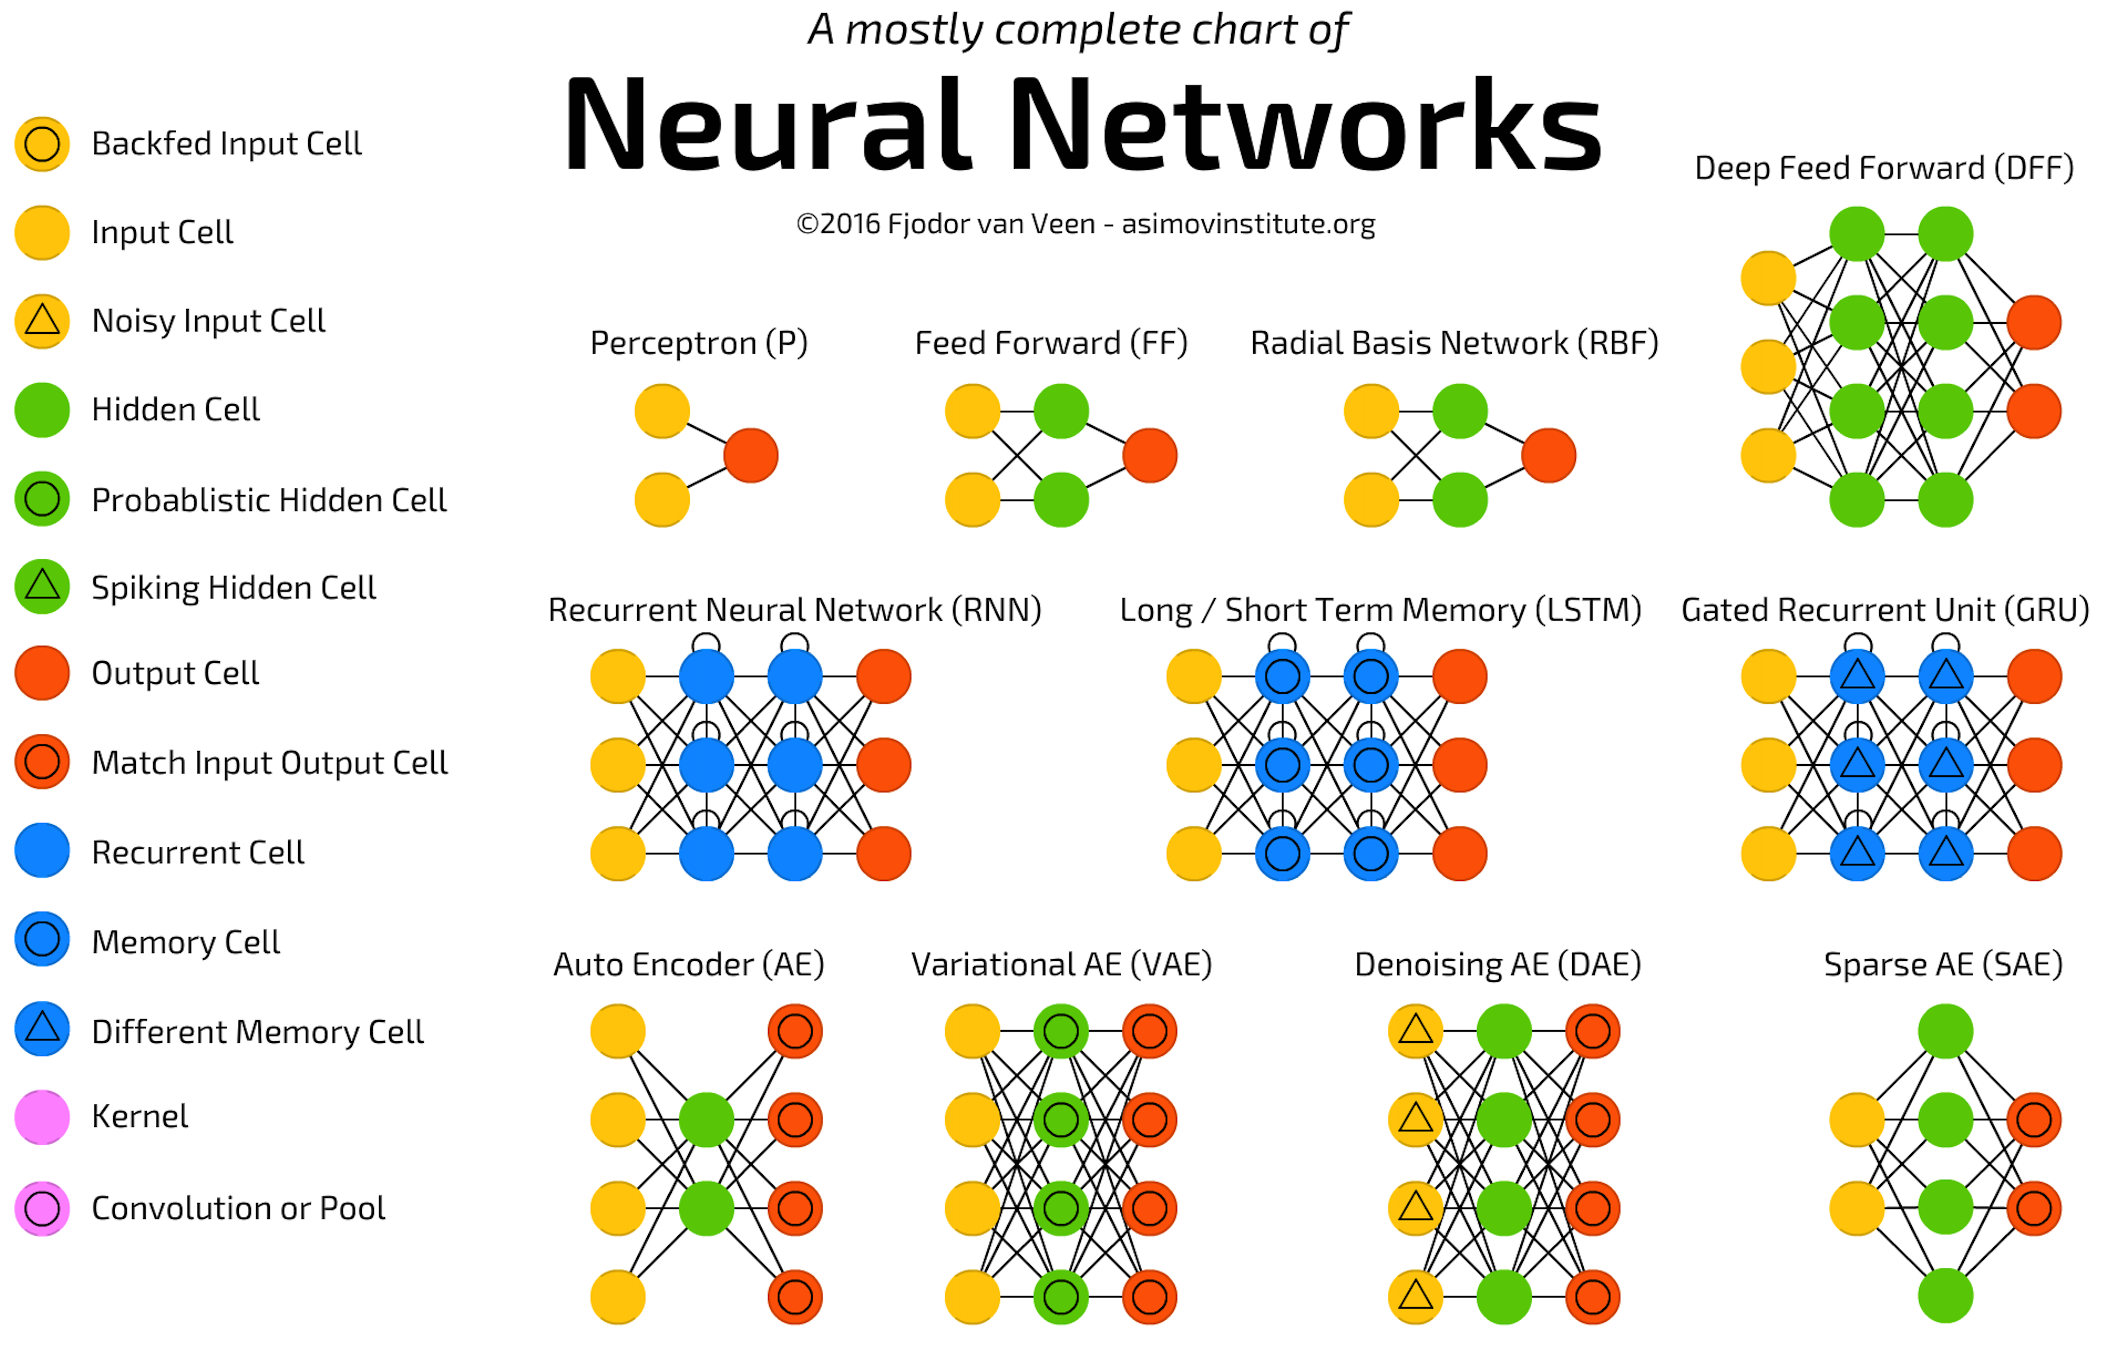 A mostly complete chart of
Neural Networks
©2016 Fjodor van Veen - asimovinstitute.org
Backfed Input Cell
Input Cell
Noisy Input Cell
Hidden Cell
Probablistic Hidden Cell
Spiking Hidden Cell
Output Cell
Match Input Output Cell
Recurrent Cell
Memory Cell
Different Memory Cell
Kernel
Convolution or Pool
Deep Feed Forward (DFF)
Perceptron (P)
Feed Forward (FF)
Radial Basis Network (RBF)
Recurrent Neural Network (RNN)
Long / Short Term Memory (LSTM)
Gated Recurrent Unit (GRU)
Auto Encoder (AE)
Variational AE (VAE)
Denoising AE (DAE)
Sparse AE (SAE)